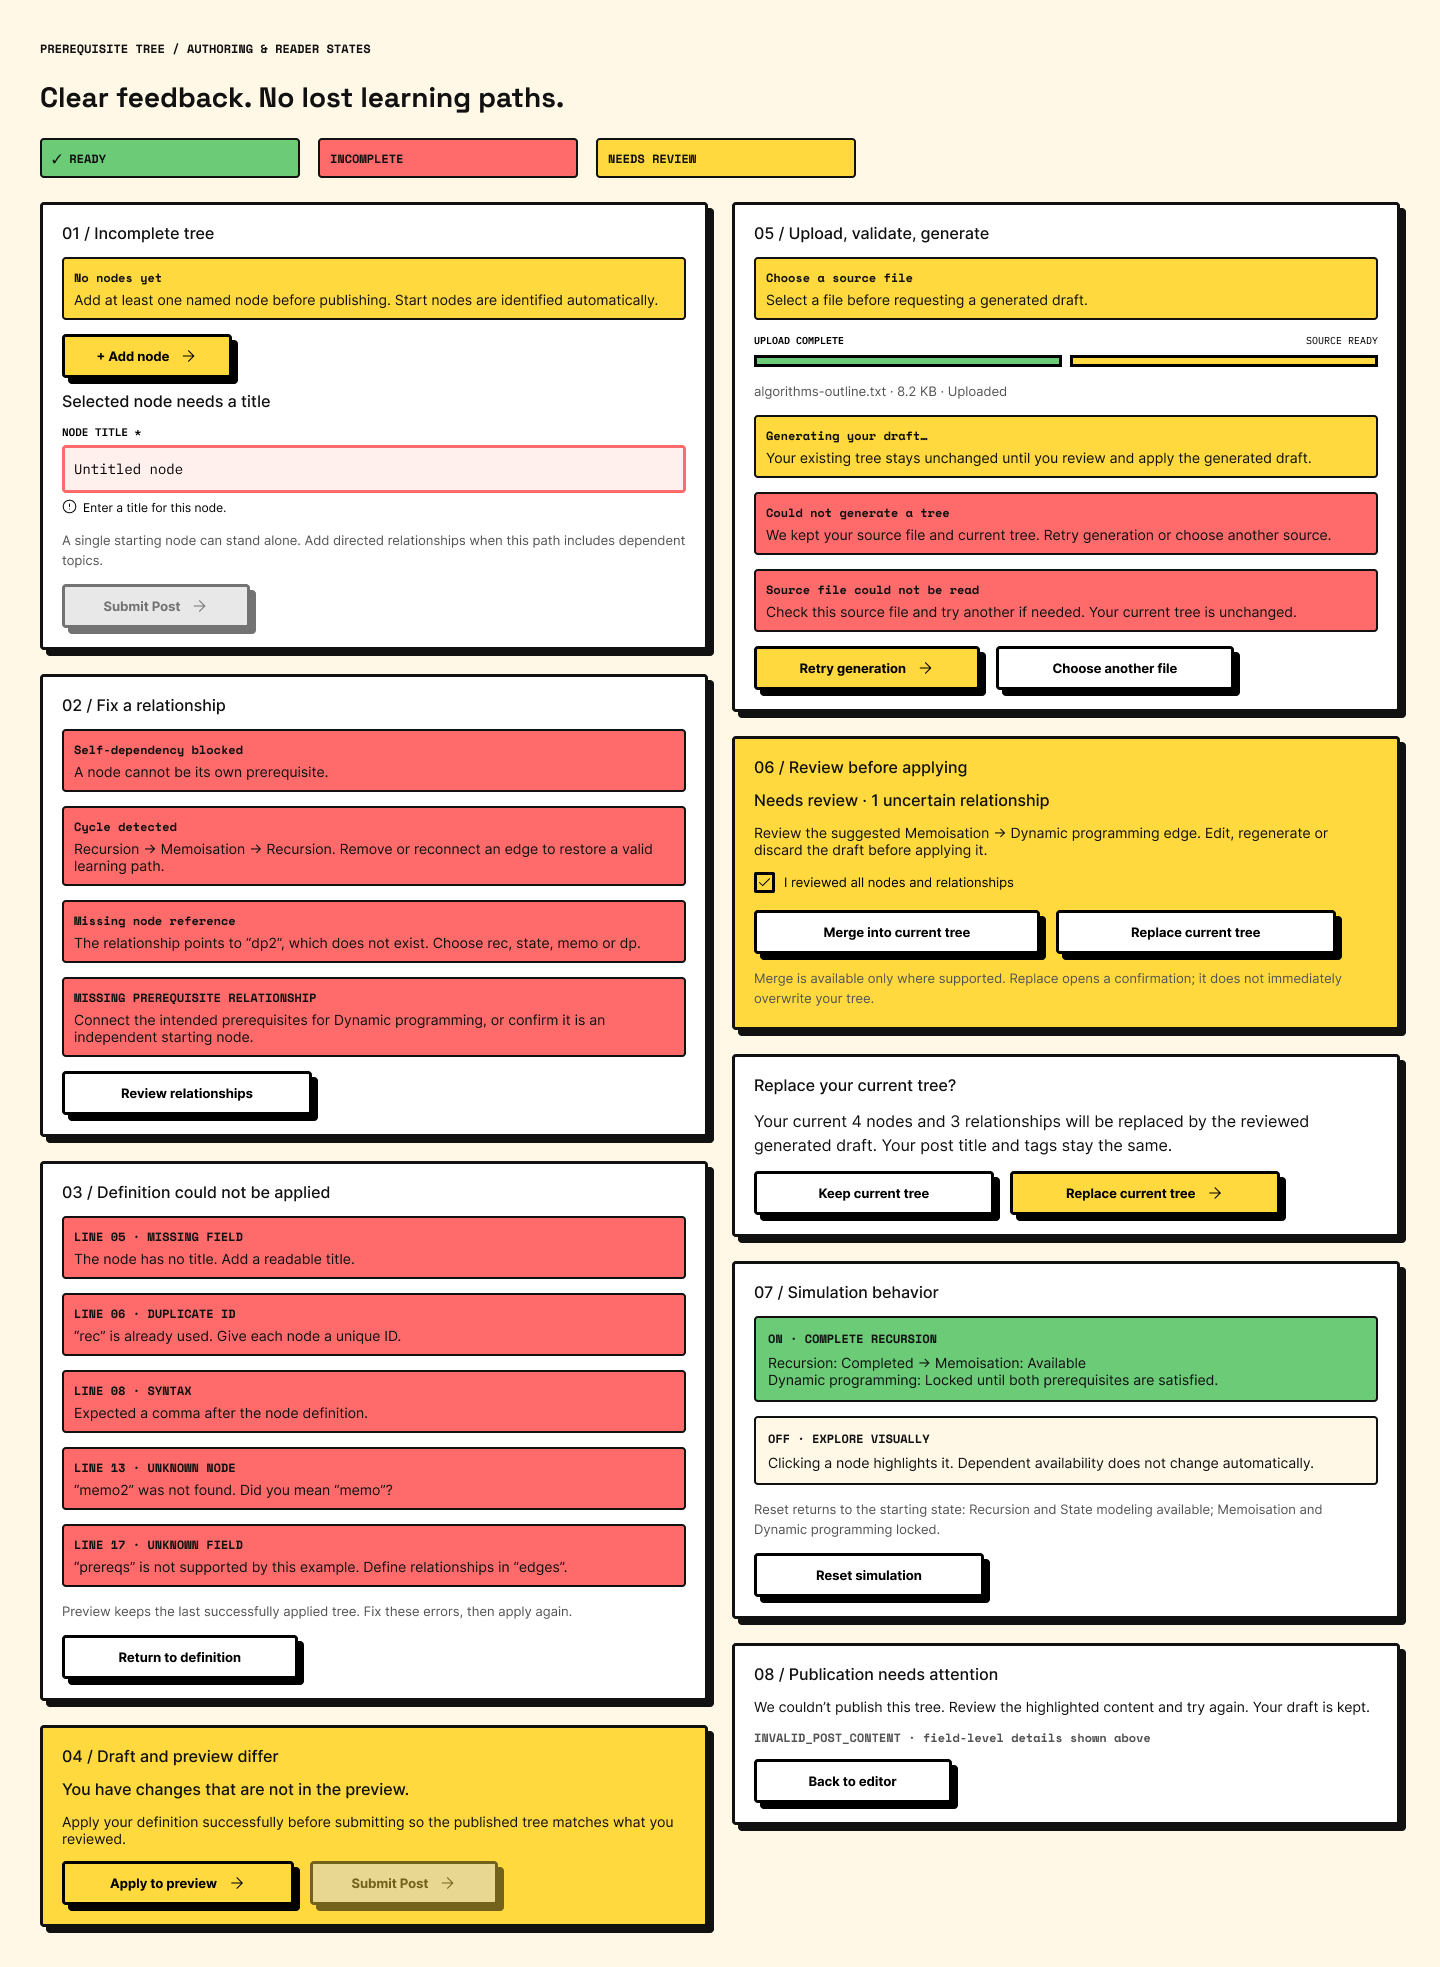 PREREQUISITE TREE / AUTHORING & READER STATES
Clear feedback. No lost learning paths.
✓ READY
INCOMPLETE
NEEDS REVIEW
01 / Incomplete tree
No nodes yet
Add at least one named node before publishing. Start nodes are identified automatically.
+ Add node →
Selected node needs a title
NODE TITLE *
Untitled node
Enter a title for this node.
A single starting node can stand alone. Add directed relationships when this path includes dependent
topics.
Submit Post →
02 / Fix a relationship
Self-dependency blocked
A node cannot be its own prerequisite.
Cycle detected
Recursion → Memoisation → Recursion. Remove or reconnect an edge to restore a valid
learning path.
Missing node reference
The relationship points to “dp2”, which does not exist. Choose rec, state, memo or dp.
MISSING PREREQUISITE RELATIONSHIP
Connect the intended prerequisites for Dynamic programming, or confirm it is an
independent starting node.
Review relationships
03 / Definition could not be applied
LINE 05 · MISSING FIELD
The node has no title. Add a readable title.
LINE 06 · DUPLICATE ID
“rec” is already used. Give each node a unique ID.
LINE 08 · SYNTAX
Expected a comma after the node definition.
LINE 13 · UNKNOWN NODE
“memo2” was not found. Did you mean “memo”?
LINE 17 · UNKNOWN FIELD
“prereqs” is not supported by this example. Define relationships in “edges”.
Preview keeps the last successfully applied tree. Fix these errors, then apply again.
Return to definition
04 / Draft and preview differ
You have changes that are not in the preview.
Apply your definition successfully before submitting so the published tree matches what you
reviewed.
Apply to preview →
Submit Post →
05 / Upload, validate, generate
Choose a source file
Select a file before requesting a generated draft.
UPLOAD COMPLETE
SOURCE READY
algorithms-outline.txt · 8.2 KB · Uploaded
Generating your draft…
Your existing tree stays unchanged until you review and apply the generated draft.
Could not generate a tree
We kept your source file and current tree. Retry generation or choose another source.
Source file could not be read
Check this source file and try another if needed. Your current tree is unchanged.
Retry generation →
Choose another file
06 / Review before applying
Needs review · 1 uncertain relationship
Review the suggested Memoisation → Dynamic programming edge. Edit, regenerate or
discard the draft before applying it.
I reviewed all nodes and relationships
Merge into current tree
Replace current tree
Merge is available only where supported. Replace opens a confirmation; it does not immediately
overwrite your tree.
Replace your current tree?
Your current 4 nodes and 3 relationships will be replaced by the reviewed
generated draft. Your post title and tags stay the same.
Keep current tree
Replace current tree →
07 / Simulation behavior
ON · COMPLETE RECURSION
Recursion: Completed → Memoisation: Available
Dynamic programming: Locked until both prerequisites are satisfied.
OFF · EXPLORE VISUALLY
Clicking a node highlights it. Dependent availability does not change automatically.
Reset returns to the starting state: Recursion and State modeling available; Memoisation and
Dynamic programming locked.
Reset simulation
08 / Publication needs attention
We couldn’t publish this tree. Review the highlighted content and try again. Your draft is kept.
INVALID_POST_CONTENT · field-level details shown above
Back to editor